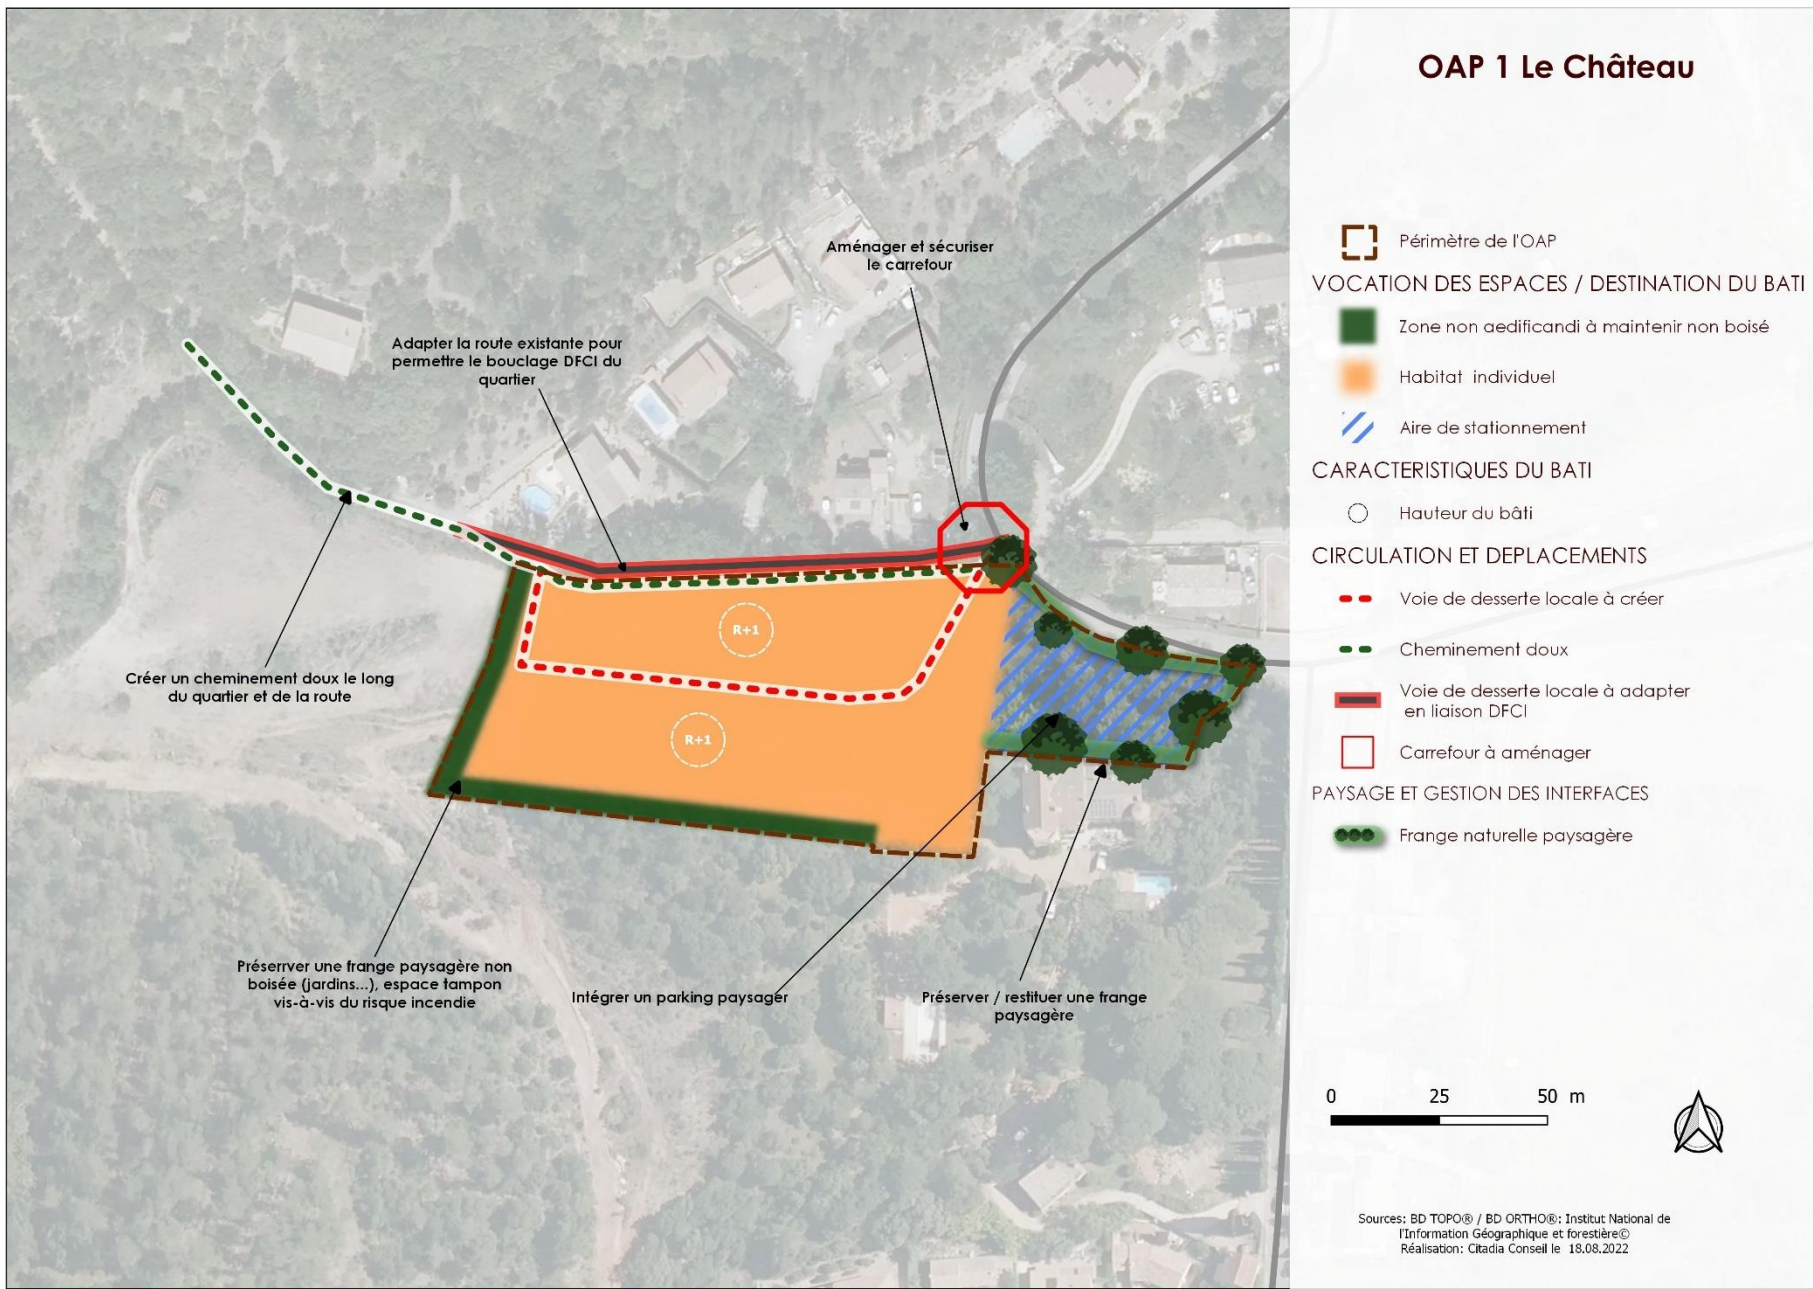 OAP 1 Le Château
Aménager et sécuriser
le carrefour
Adapter la route existante pour
permettre le bouclage DFCI du
quartier
R+1
R+1
Créer un cheminement doux le long
du quartier et de la route
Préserrver une frange paysagère non
boisée (jardins...), espace tampon
vis-à-vis du risque incendie
Intégrer un parking paysager
Préserver / restituer une frange
paysagère
Périmètre de l'OAP
VOCATION DES ESPACES / DESTINATION DU BATI
Zone non aedificandi à maintenir non boisé
Habitat individuel
Aire de stationnement
CARACTERISTIQUES DU BATI
Hauteur du bâti
CIRCULATION ET DEPLACEMENTS
Voie de desserte locale à créer
Cheminement doux
Voie de desserte locale à adapter
en liaison DFCI
Carrefour à aménager
PAYSAGE ET GESTION DES INTERFACES
Frange naturelle paysagère
0 25 50 m
Sources: BD TOPO® / BD ORTHO®: Institut National de
l'Information Géographique et forestière©
Réalisation: Citadia Conseil le 18.08.2022